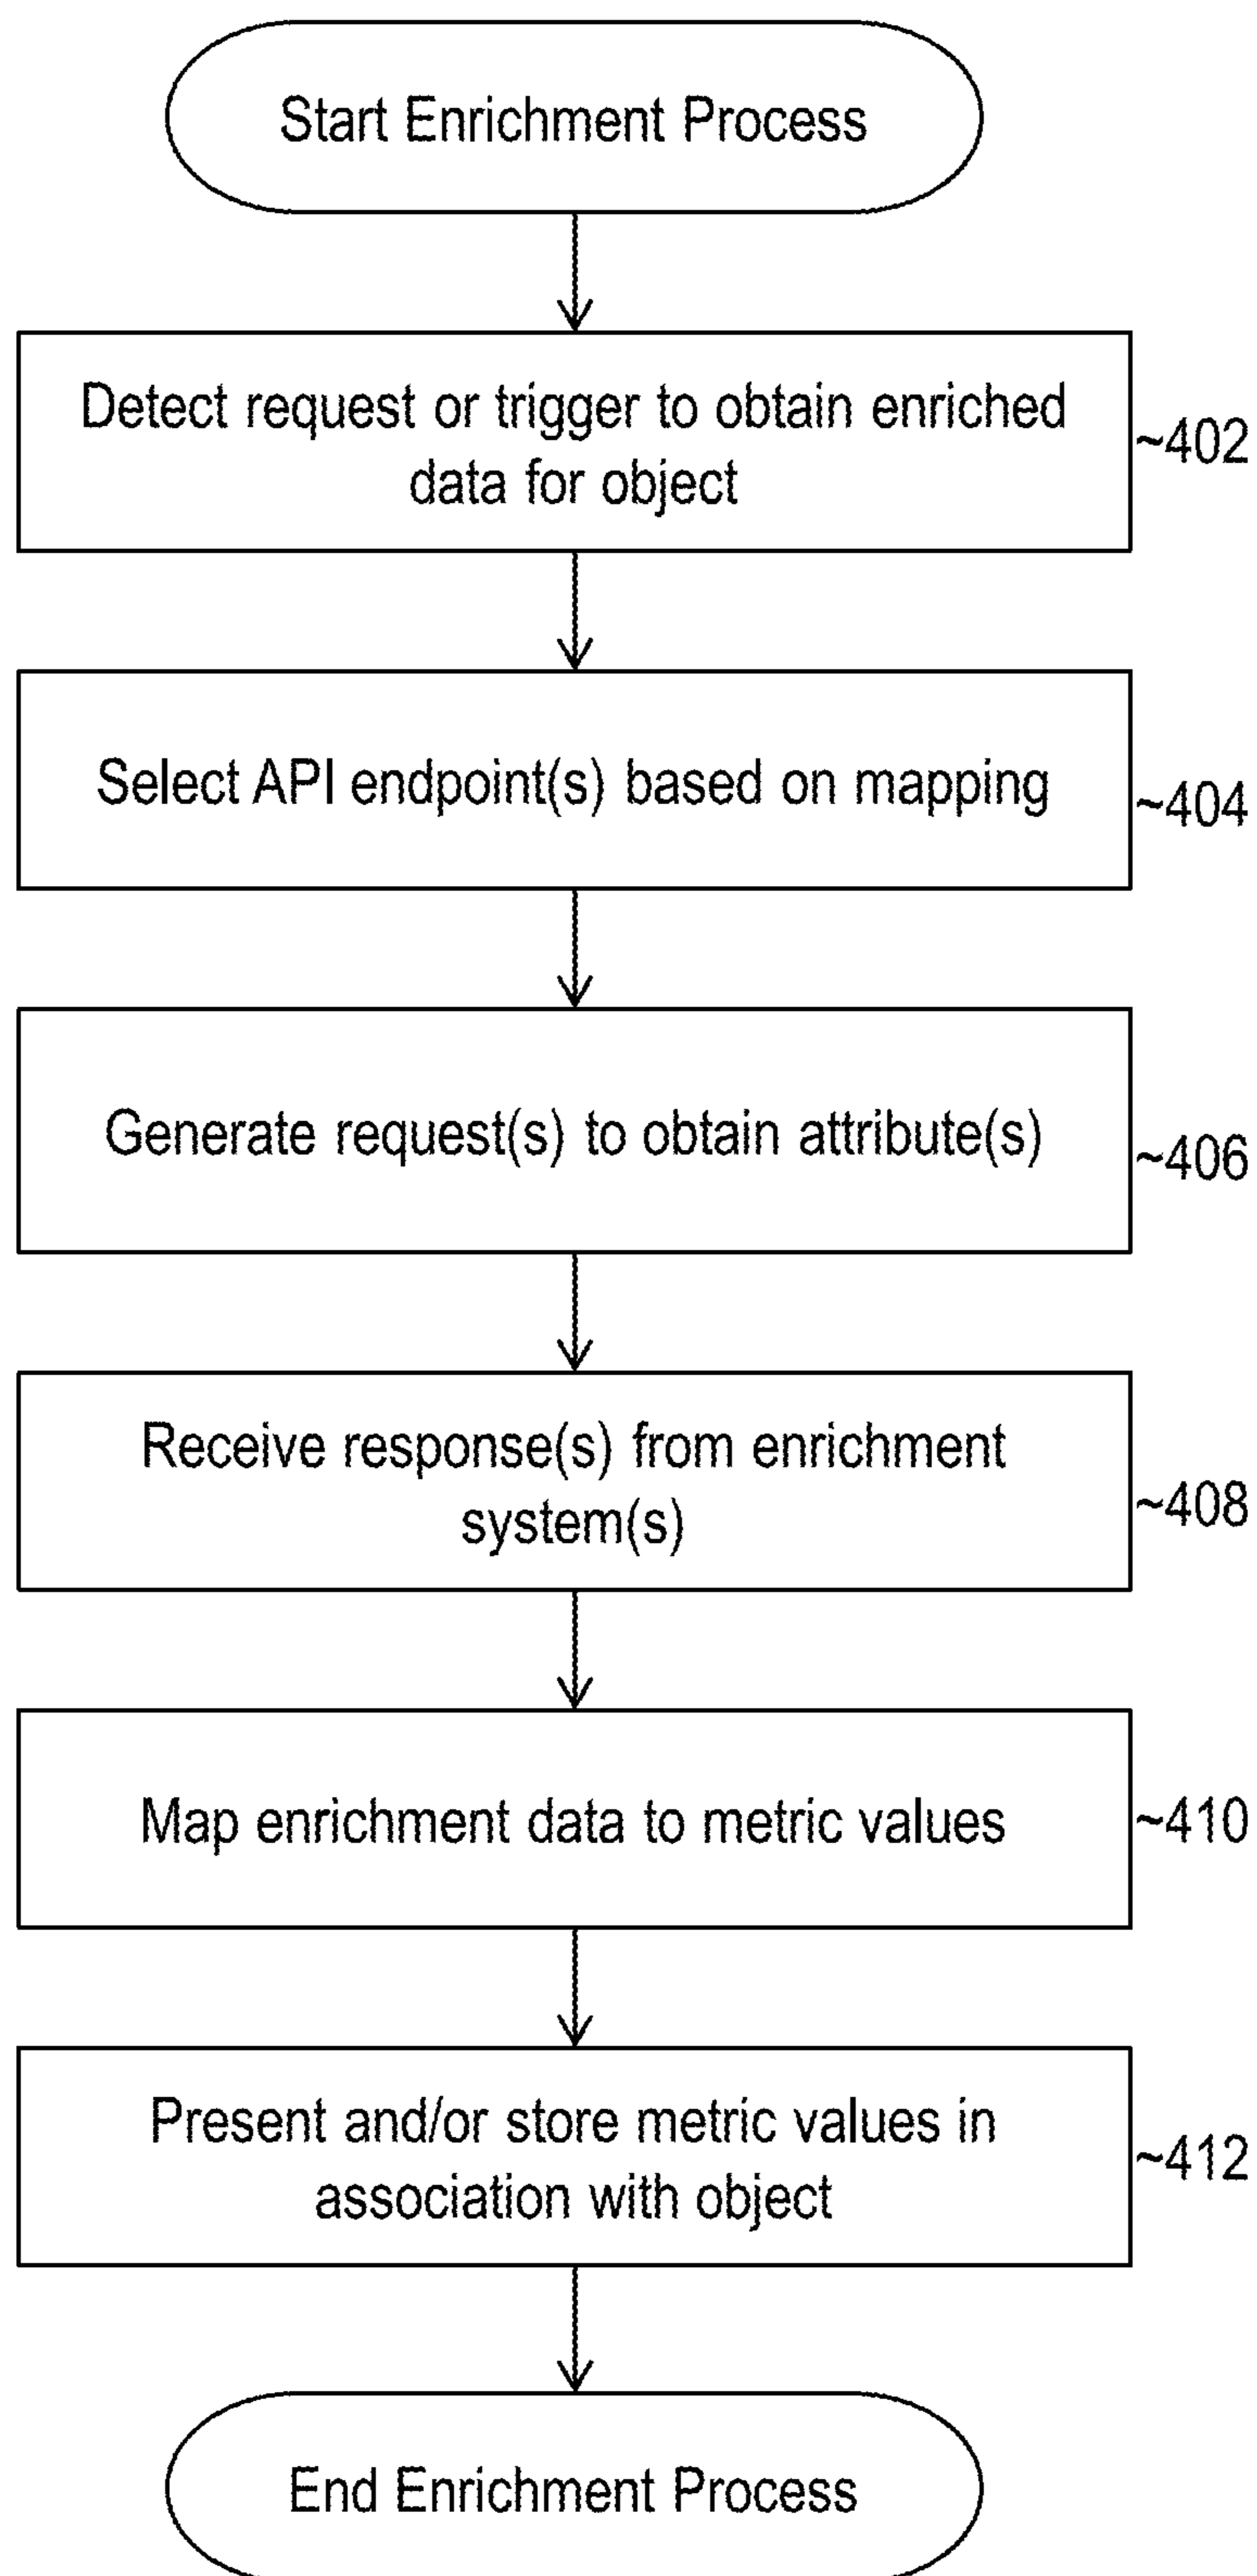 Start Enrichment Process
Detect request or trigger to obtain enriched
data for object
~402
Select API endpoint(s) based on mapping
~404
Generate request(s) to obtain attribute(s)
~406
Receive response(s) from enrichment
system(s)
~408
Map enrichment data to metric values
~410
Present and/or store metric values in
association with object
~412
End Enrichment Process